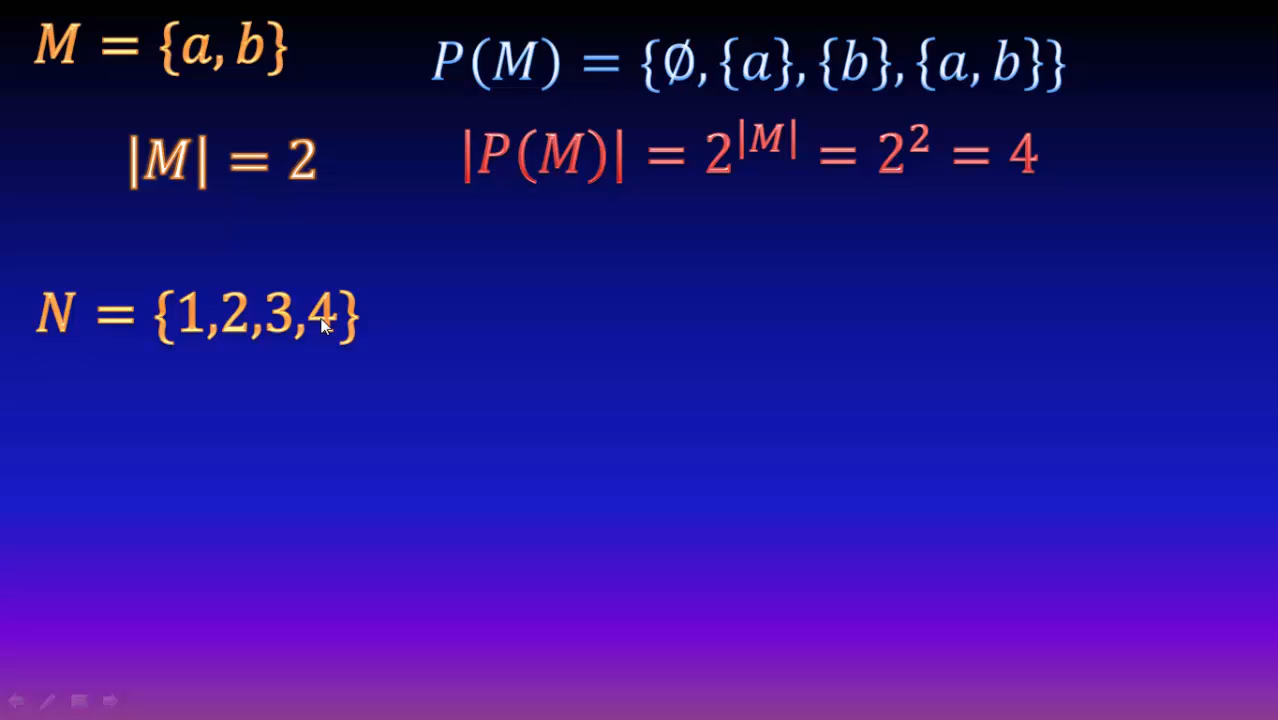 M = {a, b}
P(M) = {∅, {a}, {b}, {a, b}}
|M| = 2
|P(M)| = 2^|M| = 2^2 = 4
N = {1,2,3,4}